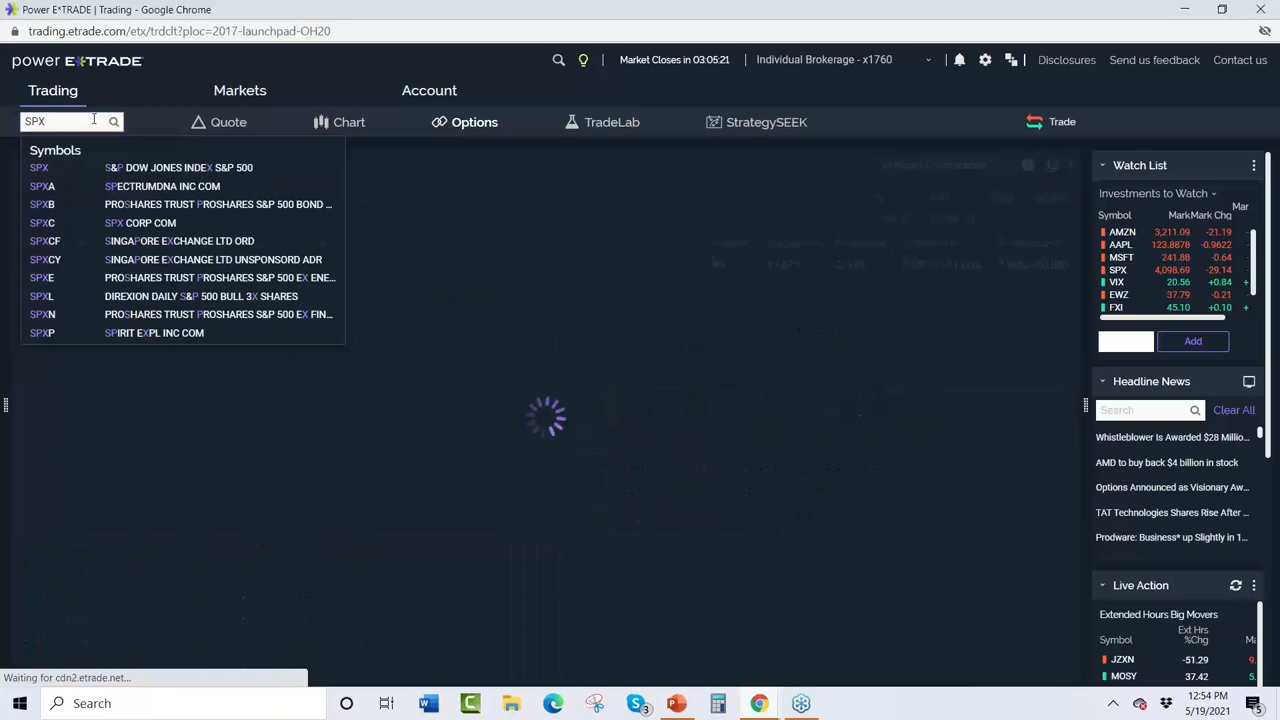 Power E*TRADE | Trading - Google Chrome
trading.etrade.com/etx/trdclt?ploc=2017-launchpad-OH20
power E*TRADE
Market Closes in 03:05:21
Individual Brokerage - x1760
Disclosures
Send us feedback
Contact us
Trading
Markets
Account
SPX
Quote
Chart
Options
TradeLab
StrategySEEK
Trade
Symbols
SPX S&P DOW JONES INDEX S&P 500
SPXA SPECTRUMDNA INC COM
SPXB PROSHARES TRUST PROSHARES S&P 500 BOND ...
SPXC SPX CORP COM
SPXCF SINGAPORE EXCHANGE LTD ORD
SPXCY SINGAPORE EXCHANGE LTD UNSPONSORD ADR
SPXE PROSHARES TRUST PROSHARES S&P 500 EX ENE...
SPXL DIREXION DAILY S&P 500 BULL 3X SHARES
SPXN PROSHARES TRUST PROSHARES S&P 500 EX FIN...
SPXP SPIRIT EXPL INC COM
Watch List
Investments to Watch
Mar
Symbol Mark Mark Chg
AMZN 3,211.09 -21.19
AAPL 123.8878 -0.9622
MSFT 241.88 -0.64
SPX 4,098.69 -29.14
VIX 20.56 +0.84 +
EWZ 37.79 -0.21
FXI 45.10 +0.10 +
Add
Headline News
Search
Clear All
Whistleblower Is Awarded $28 Millio...
AMD to buy back $4 billion in stock
Options Announced as Visionary Aw...
TAT Technologies Shares Rise After ...
Prodware: Business* up Slightly in 1...
Live Action
Extended Hours Big Movers
Symbol Ext Hrs %Chg Ma
JZXN -51.29 9.
MOSY 37.42 5.
Waiting for cdn2.etrade.net...
Search
3
12:54 PM
5/19/2021
5